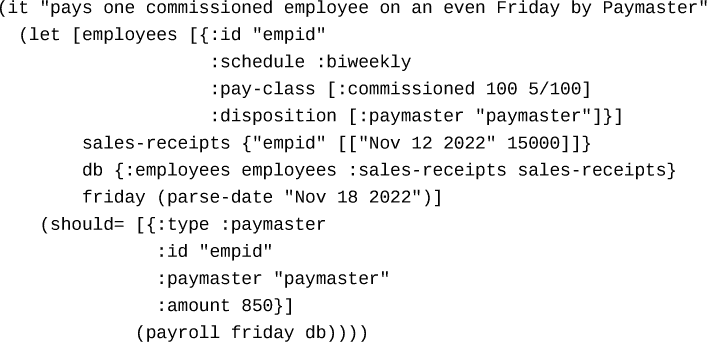 (it "pays one commissioned employee on an even Friday by Paymaster"
(let [employees [{:id "empid"
:schedule :biweekly
:pay-class [:commissioned 100 5/100]
:disposition [:paymaster "paymaster"]}]
sales-receipts {"empid" [["Nov 12 2022" 15000]]}
db {:employees employees :sales-receipts sales-receipts}
friday (parse-date "Nov 18 2022")]
(should= [{:type :paymaster
:id "empid"
:paymaster "paymaster"
:amount 850}]
(payroll friday db))))